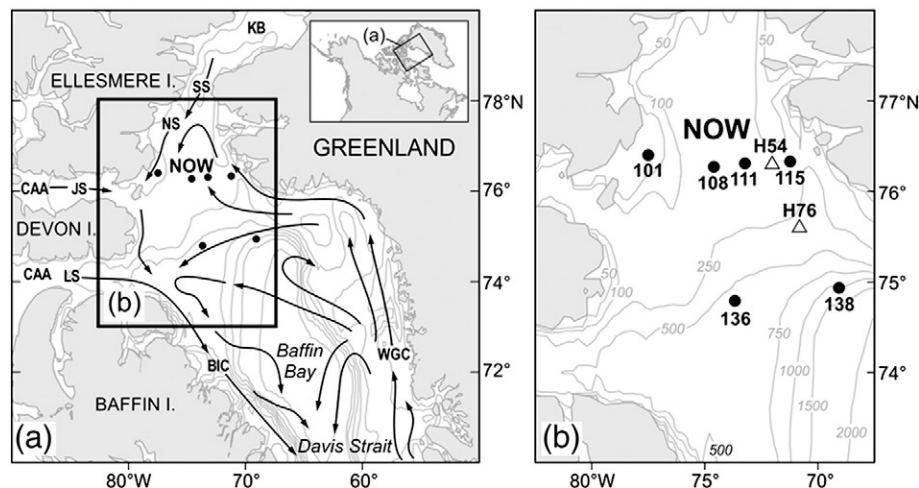 KB
(a)
ELLESMERE I.
SS
78°N
NS
GREENLAND
NOW
CAA
JS
76°
DEVON I.
CAA
LS
74°
(b)
Baffin
Bay
WGC
BIC
72°
BAFFIN I.
(a)
Davis Strait
80°W
70°
60°
50
50
77°N
100
NOW
H54
101
108
111
115
76°
H76
250
50
100
75°
500
136
750
138
1000
74°
1500
2000
(b)
500
80°W
75°
70°